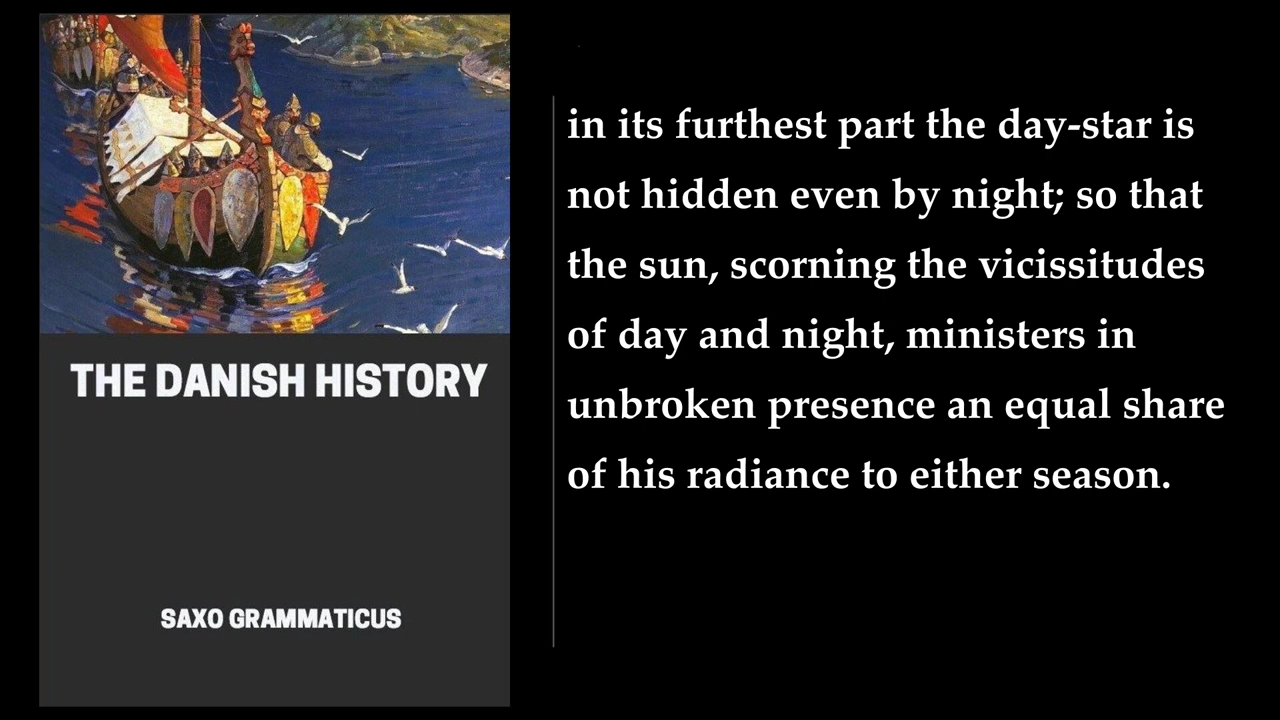 THE DANISH HISTORY
SAXO GRAMMATICUS
in its furthest part the day-star is
not hidden even by night; so that
the sun, scorning the vicissitudes
of day and night, ministers in
unbroken presence an equal share
of his radiance to either season.